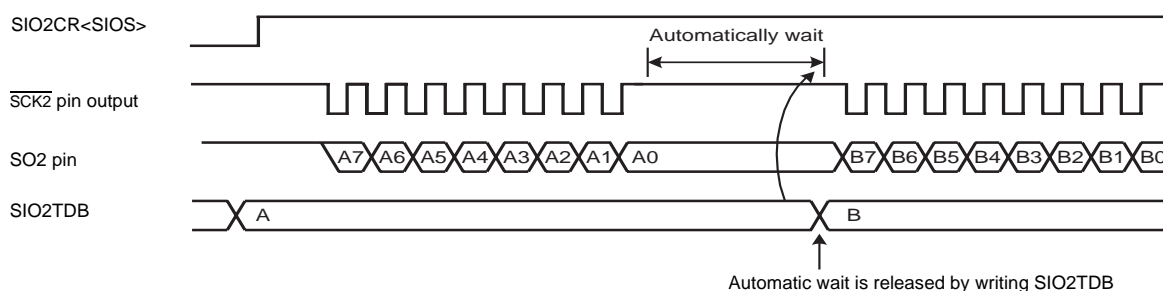 SIO2CR<SIOS>
Automatically wait
SCK2 pin output
SO2 pin
A7 A6 A5 A4 A3 A2 A1 A0 B7 B6 B5 B4 B3 B2 B1 B0
SIO2TDB
A B
Automatic wait is released by writing SIO2TDB